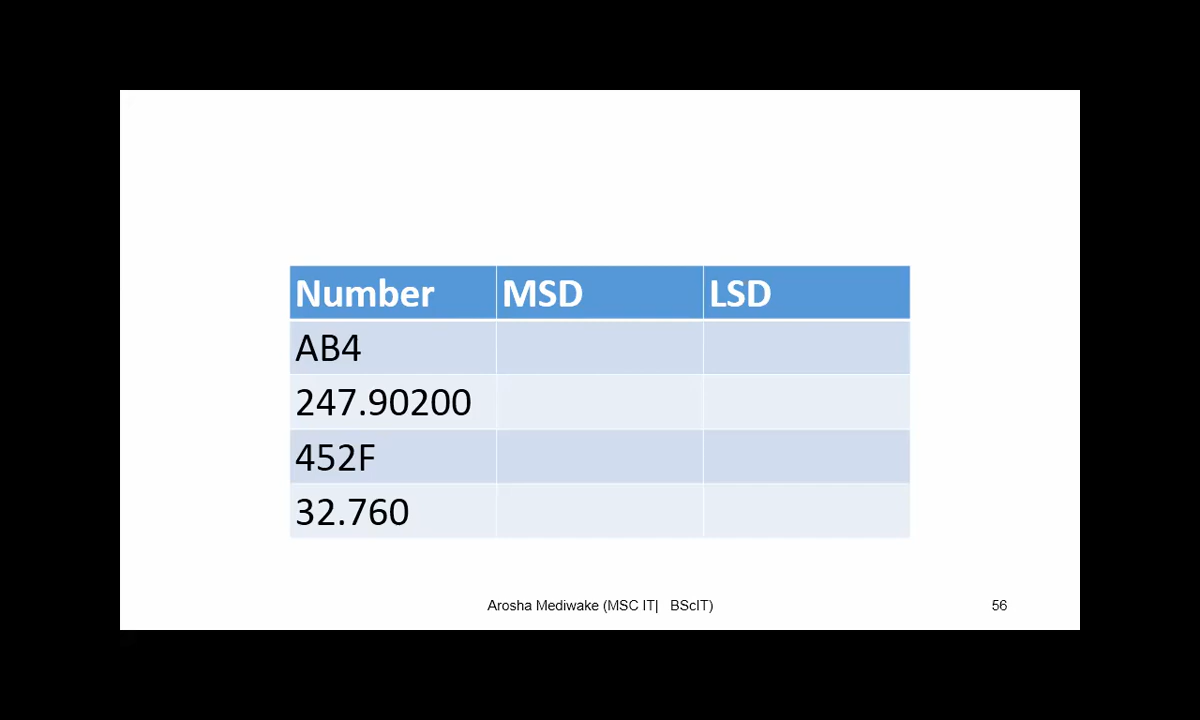 Number MSD LSD
AB4
247.90200
452F
32.760
Arosha Mediwake (MSC IT| BScIT) 56